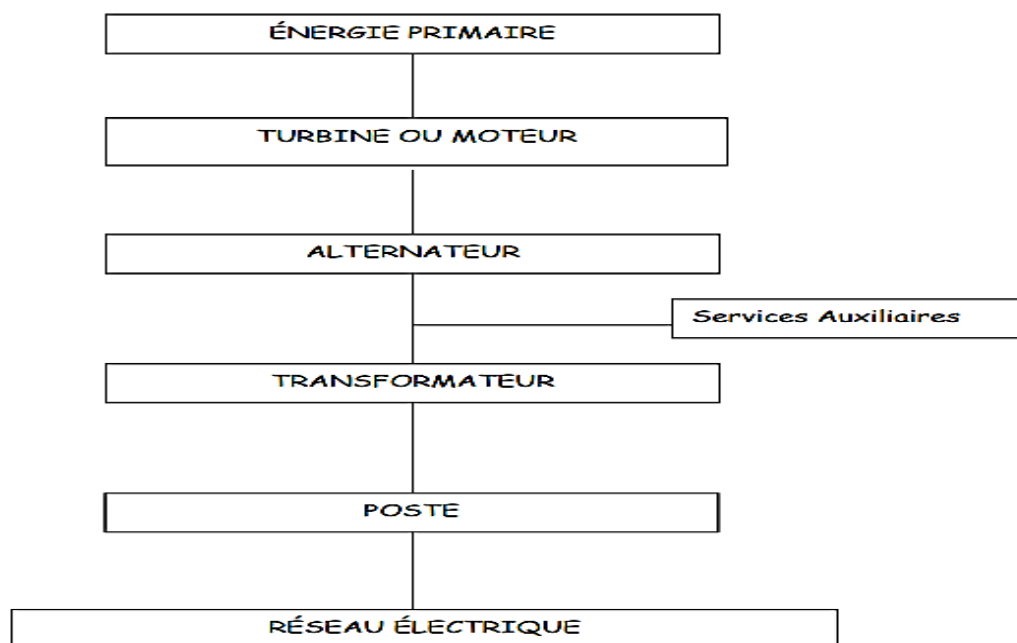 ÉNERGIE PRIMAIRE
TURBINE OU MOTEUR
ALTERNATEUR
Services Auxiliaires
TRANSFORMATEUR
POSTE
RÉSEAU ÉLECTRIQUE